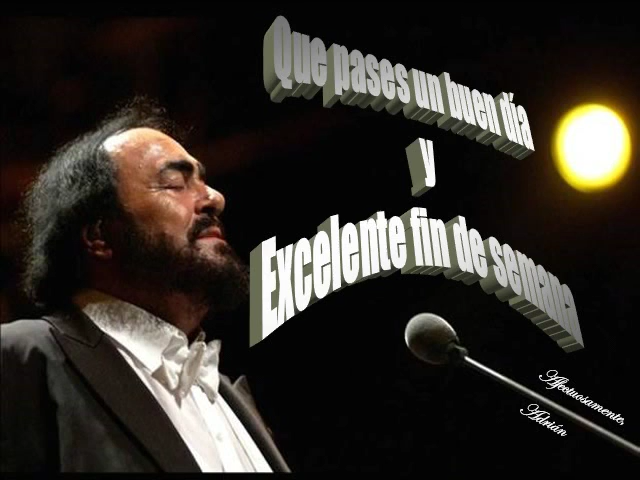 Que pases un buen día
y
Excelente fin de semana
Afectuosamente,
Adrián